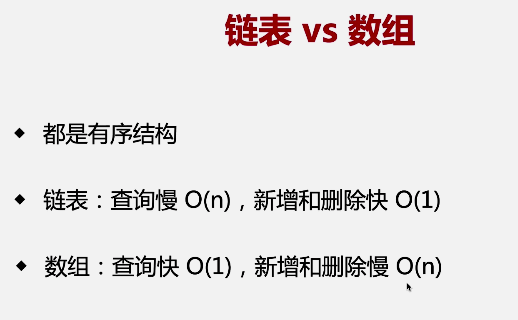 链表 vs 数组
◆ 都是有序结构
◆ 链表：查询慢 O(n)，新增和删除快 O(1)
◆ 数组：查询快 O(1)，新增和删除慢 O(n)